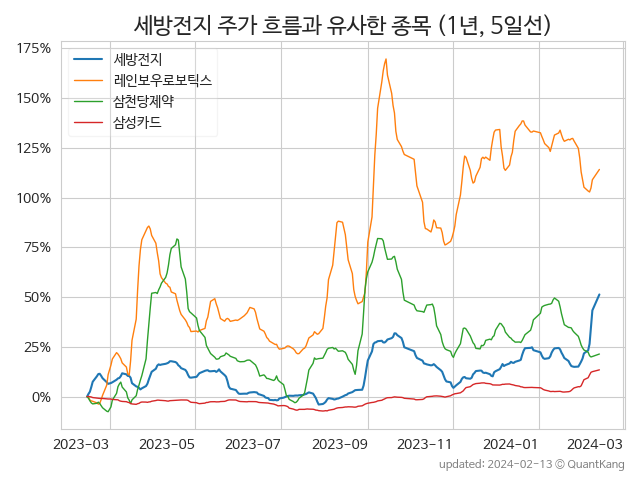 세방전지 주가 흐름과 유사한 종목 (1년, 5일선)
세방전지
레인보우로보틱스
삼천당제약
삼성카드
175%
150%
125%
100%
75%
50%
25%
0%
2023-03 2023-05 2023-07 2023-09 2023-11 2024-01 2024-03
updated: 2024-02-13 © QuantKang